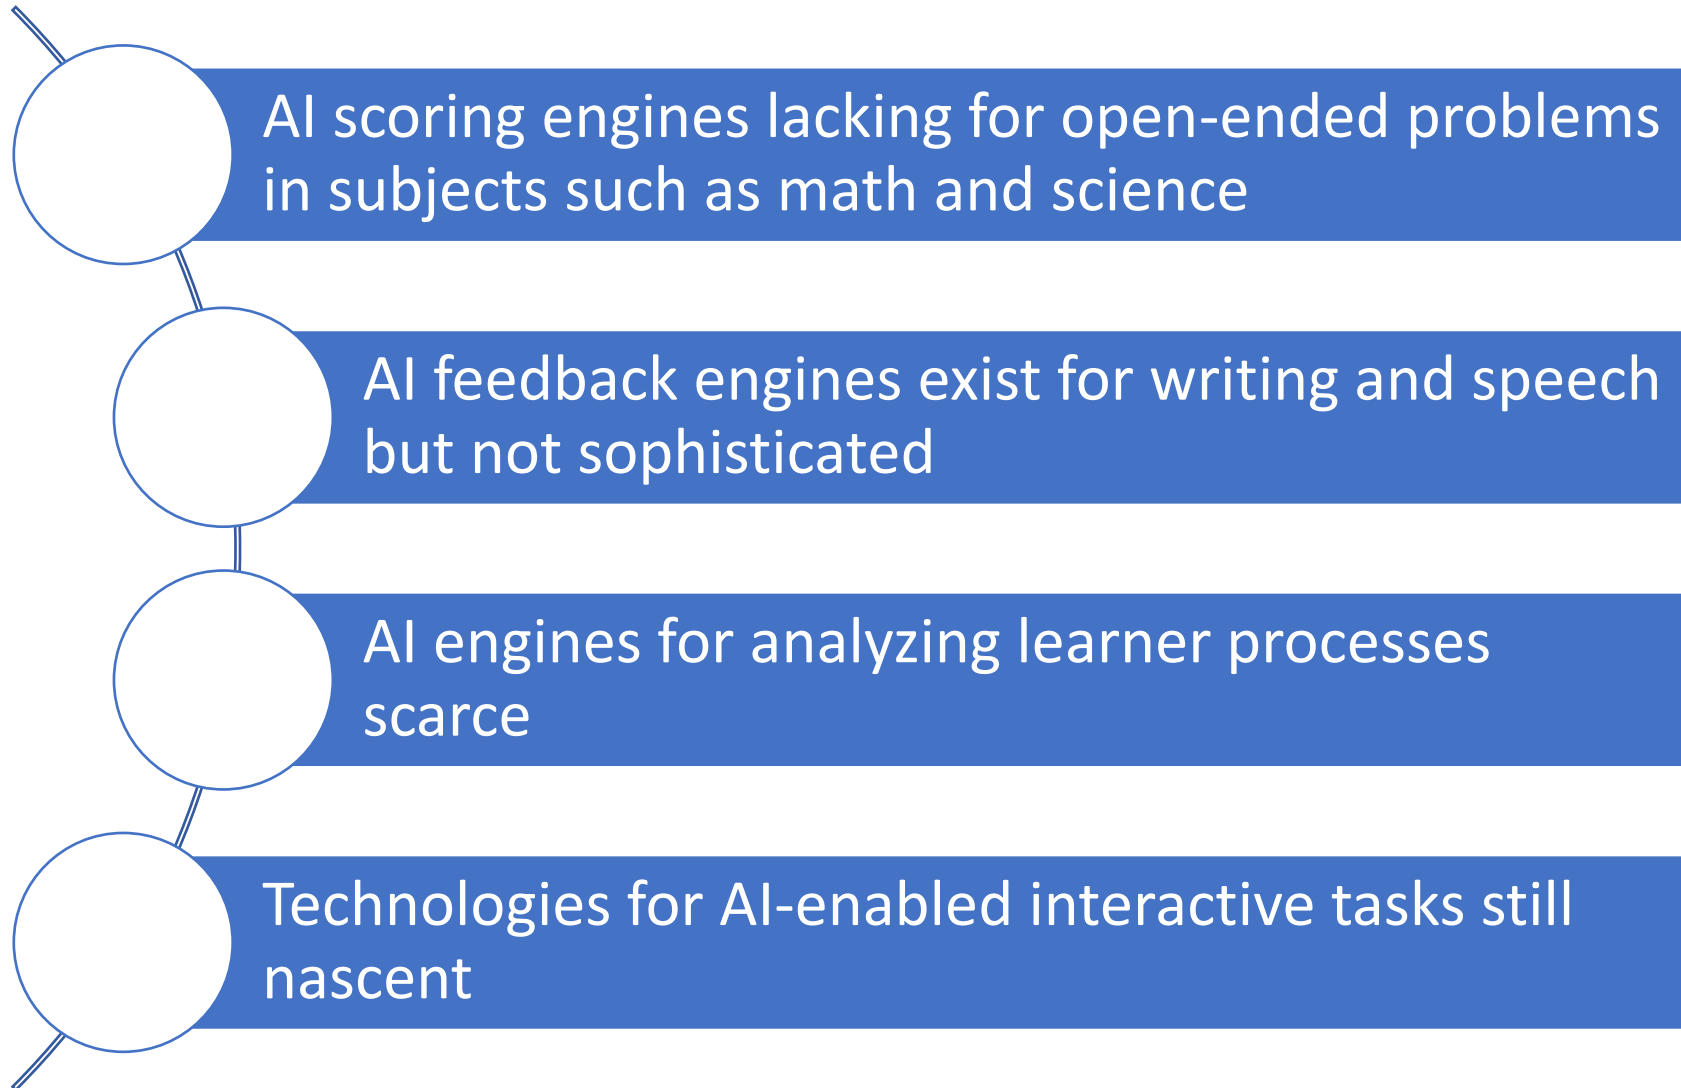 AI scoring engines lacking for open-ended problems
in subjects such as math and science
AI feedback engines exist for writing and speech
but not sophisticated
AI engines for analyzing learner processes
scarce
Technologies for AI-enabled interactive tasks still
nascent